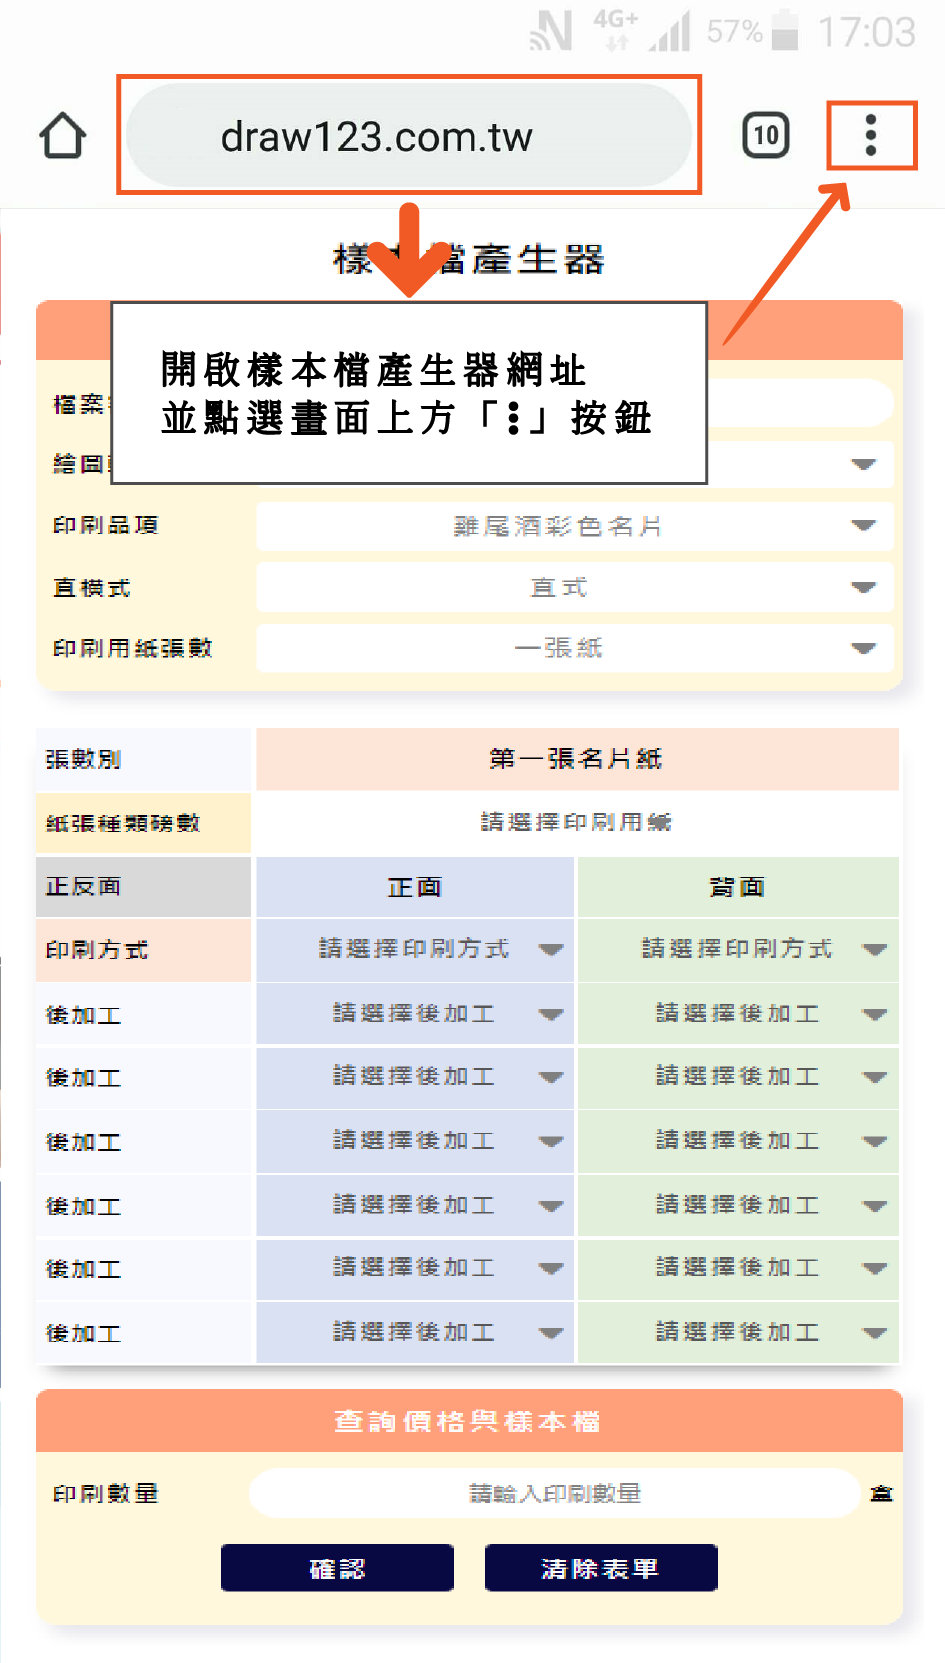 4G+ 57% 17:03
draw123.com.tw 10
樣本檔產生器
開啟樣本檔產生器網址
並點選畫面上方「⋮」按鈕
檔案
繪圖
印刷品項 雞尾酒彩色名片
直橫式 直式
印刷用紙張數 一張紙
張數別 第一張名片紙
紙張種類磅數 請選擇印刷用紙
正反面 正面 背面
印刷方式 請選擇印刷方式 請選擇印刷方式
後加工 請選擇後加工 請選擇後加工
後加工 請選擇後加工 請選擇後加工
後加工 請選擇後加工 請選擇後加工
後加工 請選擇後加工 請選擇後加工
後加工 請選擇後加工 請選擇後加工
後加工 請選擇後加工 請選擇後加工
查詢價格與樣本檔
印刷數量 請輸入印刷數量 盒
確認 清除表單